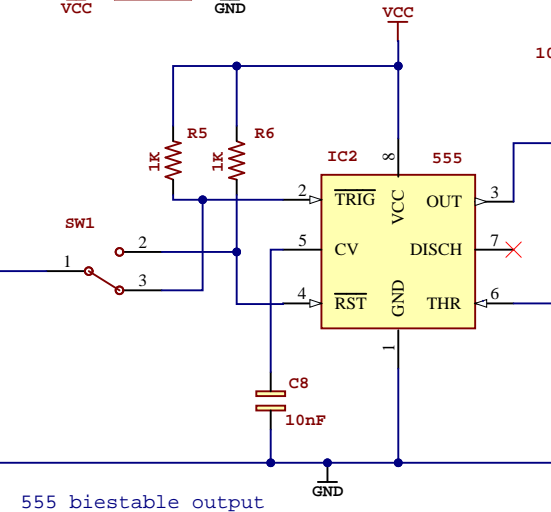 VCC
GND
VCC
10
R5
R6
1K
1K
IC2
8
555
2
TRIG
VCC
OUT
3
SW1
2
5
CV
DISCH
7
1
3
4
RST
GND
THR
6
1
C8
10nF
GND
555 biestable output